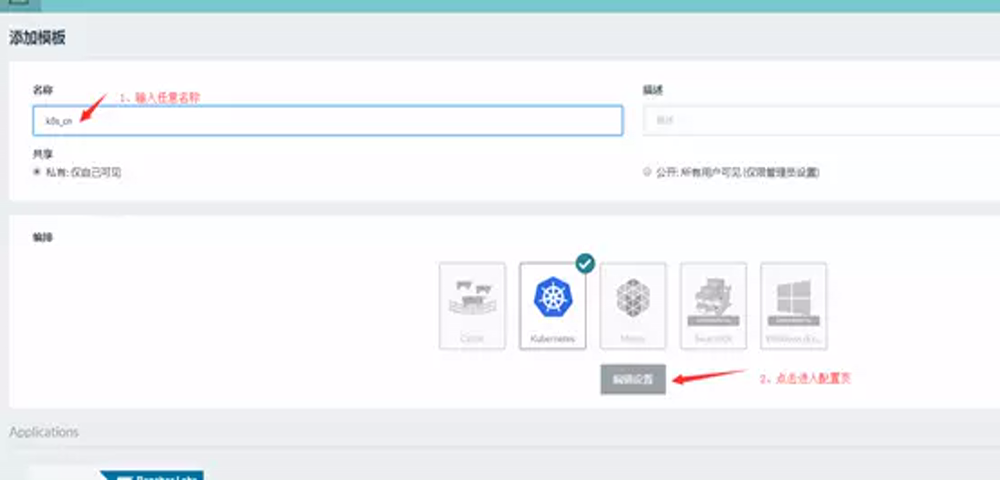 添加模板
名称
1、输入任意名称
描述
k8s_cn
描述
共享
私有: 仅自己可见
公开: 所有用户可见 (仅限管理员设置)
编排
Cattle
Kubernetes
Mesos
Swarm
Windows
编辑设置
2、点击进入配置页
Applications
Rancher Labs